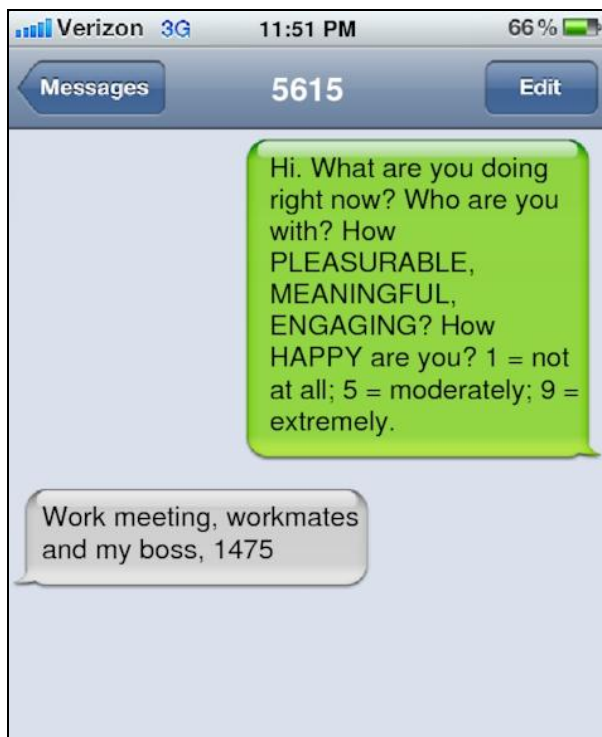 Verizon 3G 11:51 PM 66%
Messages 5615 Edit
Hi. What are you doing
right now? Who are you
with? How
PLEASURABLE,
MEANINGFUL,
ENGAGING? How
HAPPY are you? 1 = not
at all; 5 = moderately; 9 =
extremely.
Work meeting, workmates
and my boss, 1475